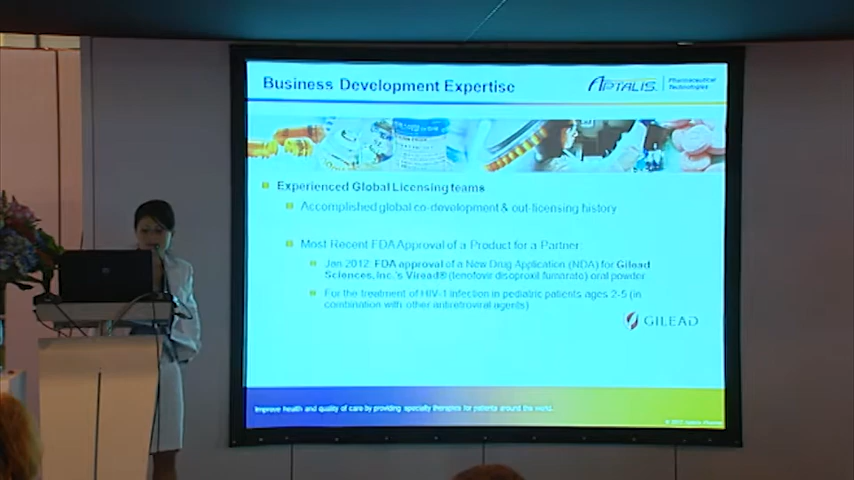 Business Development Expertise
APTALIS
Pharmaceutical
Technologies
Experienced Global Licensing teams
Accomplished global co-development & out-licensing history
Most Recent FDA Approval of a Product for a Partner:
Jan 2012: FDA approval of a New Drug Application (NDA) for Gilead
Sciences, Inc.'s Viread® (tenofovir disoproxil fumarate) oral powder
For the treatment of HIV-1 infection in pediatric patients ages 2-5 (in
combination with other antiretroviral agents)
GILEAD
Improve health and quality of care by providing specialty therapies for patients around the world.